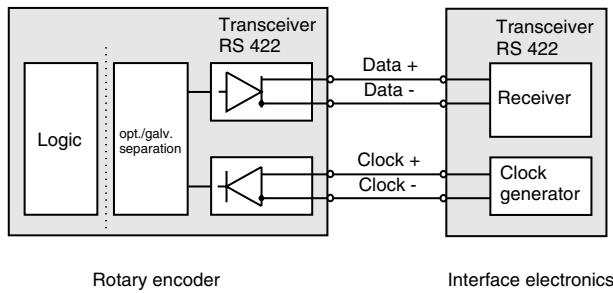 Transceiver
RS 422
Logic
opt./galv.
separation
Data +
Data -
Clock +
Clock -
Transceiver
RS 422
Receiver
Clock
generator
Rotary encoder
Interface electronics